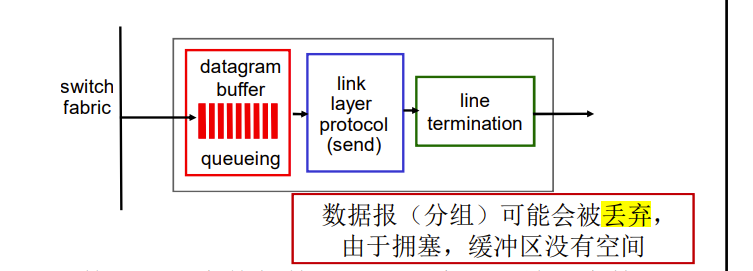 switch
fabric
datagram
buffer
queueing
link
layer
protocol
(send)
line
termination
数据报（分组）可能会被丢弃，
由于拥塞，缓冲区没有空间